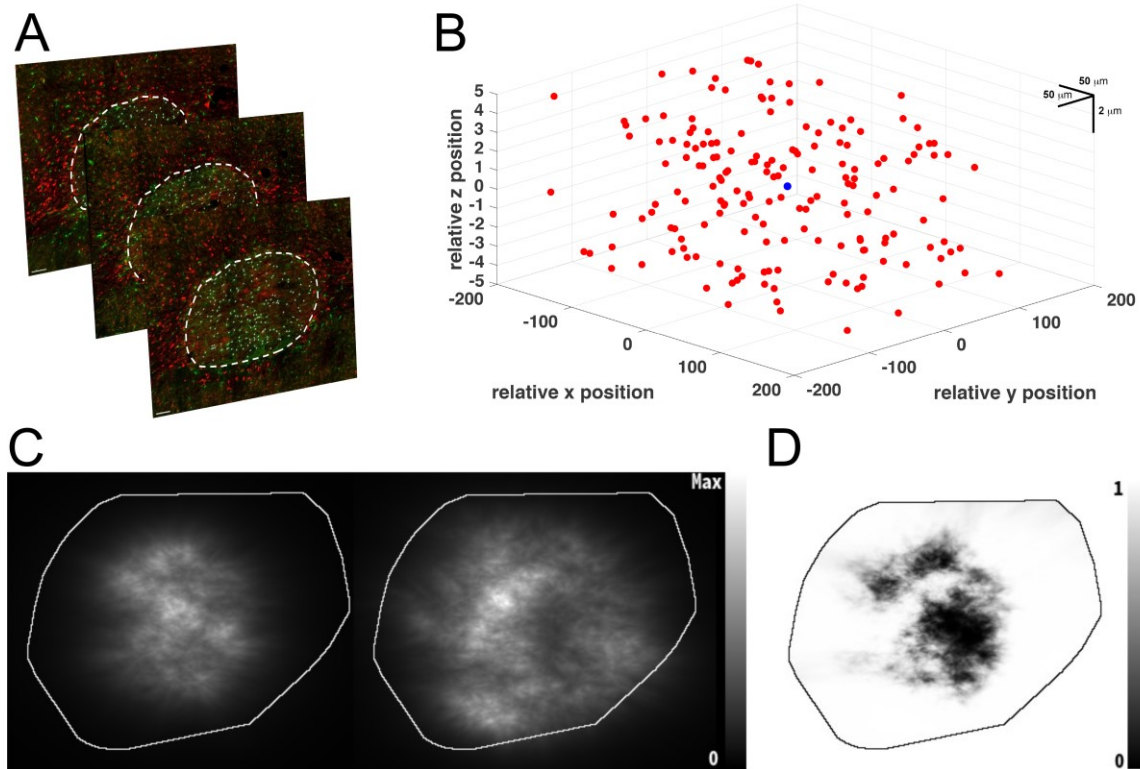 A
B
50 μm
50 μm
2 μm
5
4
3
2
1
0
-1
-2
-3
-4
-5
relative z position
-200
-100
0
100
200
relative x position
-200
-100
0
100
200
relative y position
C
Max
0
D
1
0